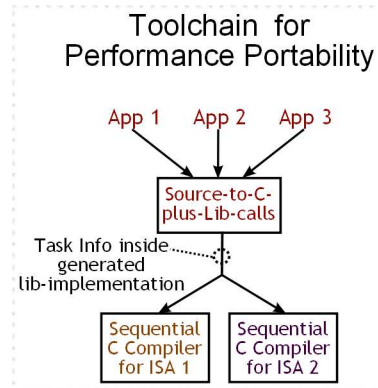 Toolchain for
Performance Portability
App 1 App 2 App 3
Source-to-C-
plus-Lib-calls
Task Info inside
generated
lib-implementation
Sequential
C Compiler
for ISA 1
Sequential
C Compiler
for ISA 2